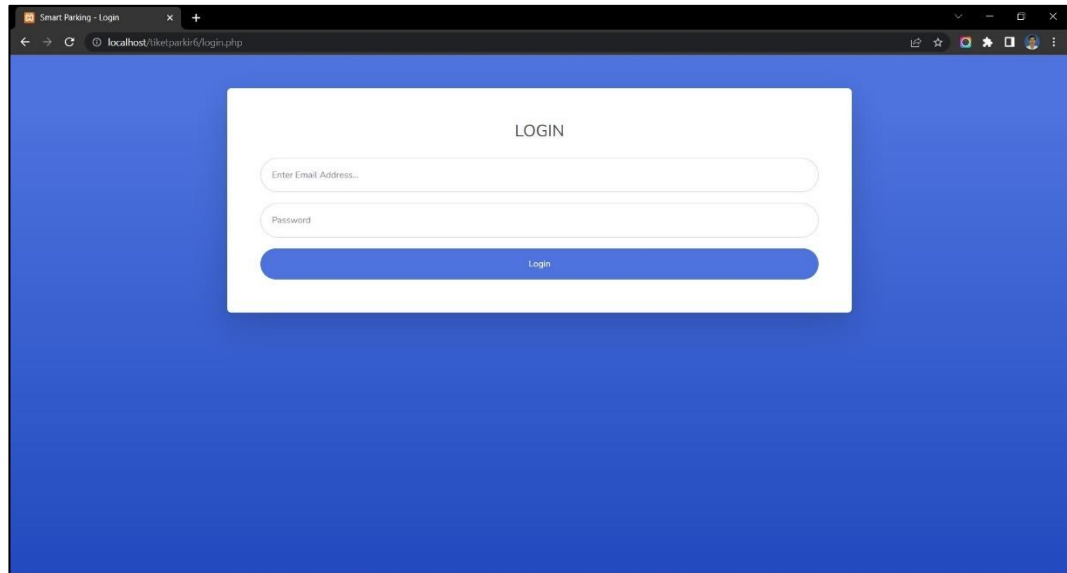 Smart Parking - Login
localhost/tiketparkir6/login.php
LOGIN
Enter Email Address...
Password
Login